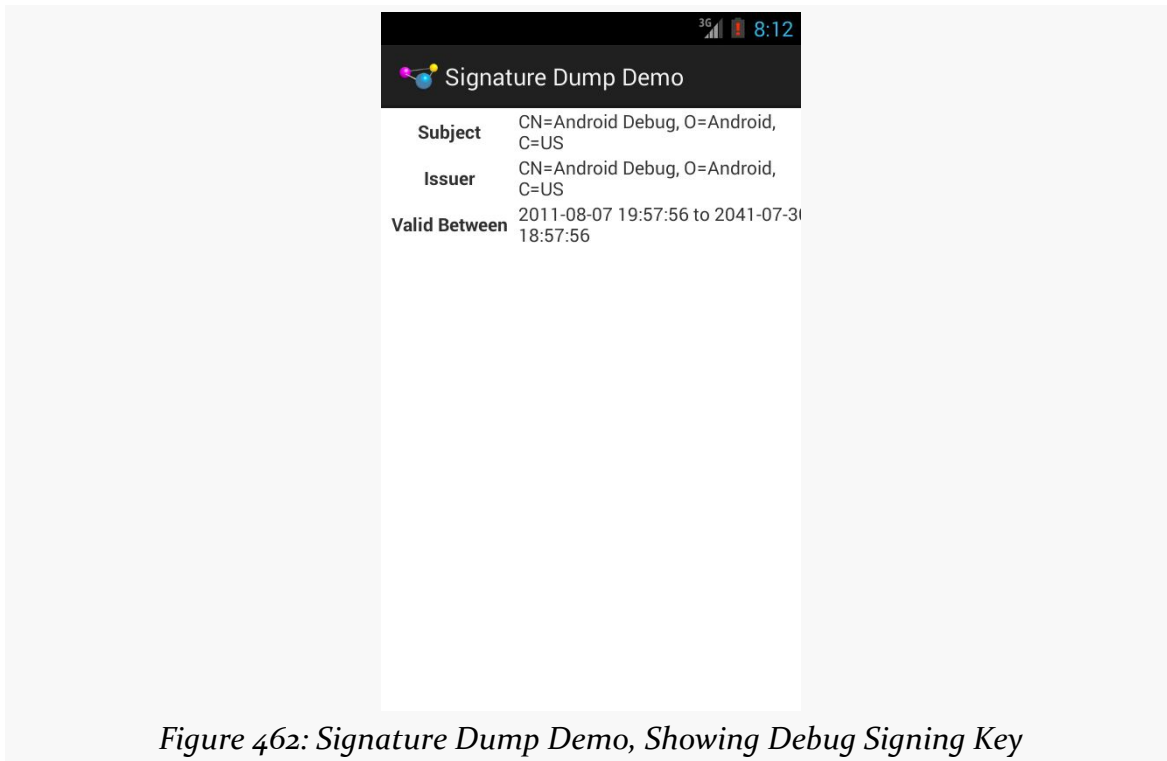 3G 8:12
Signature Dump Demo
Subject CN=Android Debug, O=Android,
C=US
Issuer CN=Android Debug, O=Android,
C=US
Valid Between 2011-08-07 19:57:56 to 2041-07-30
18:57:56
Figure 462: Signature Dump Demo, Showing Debug Signing Key